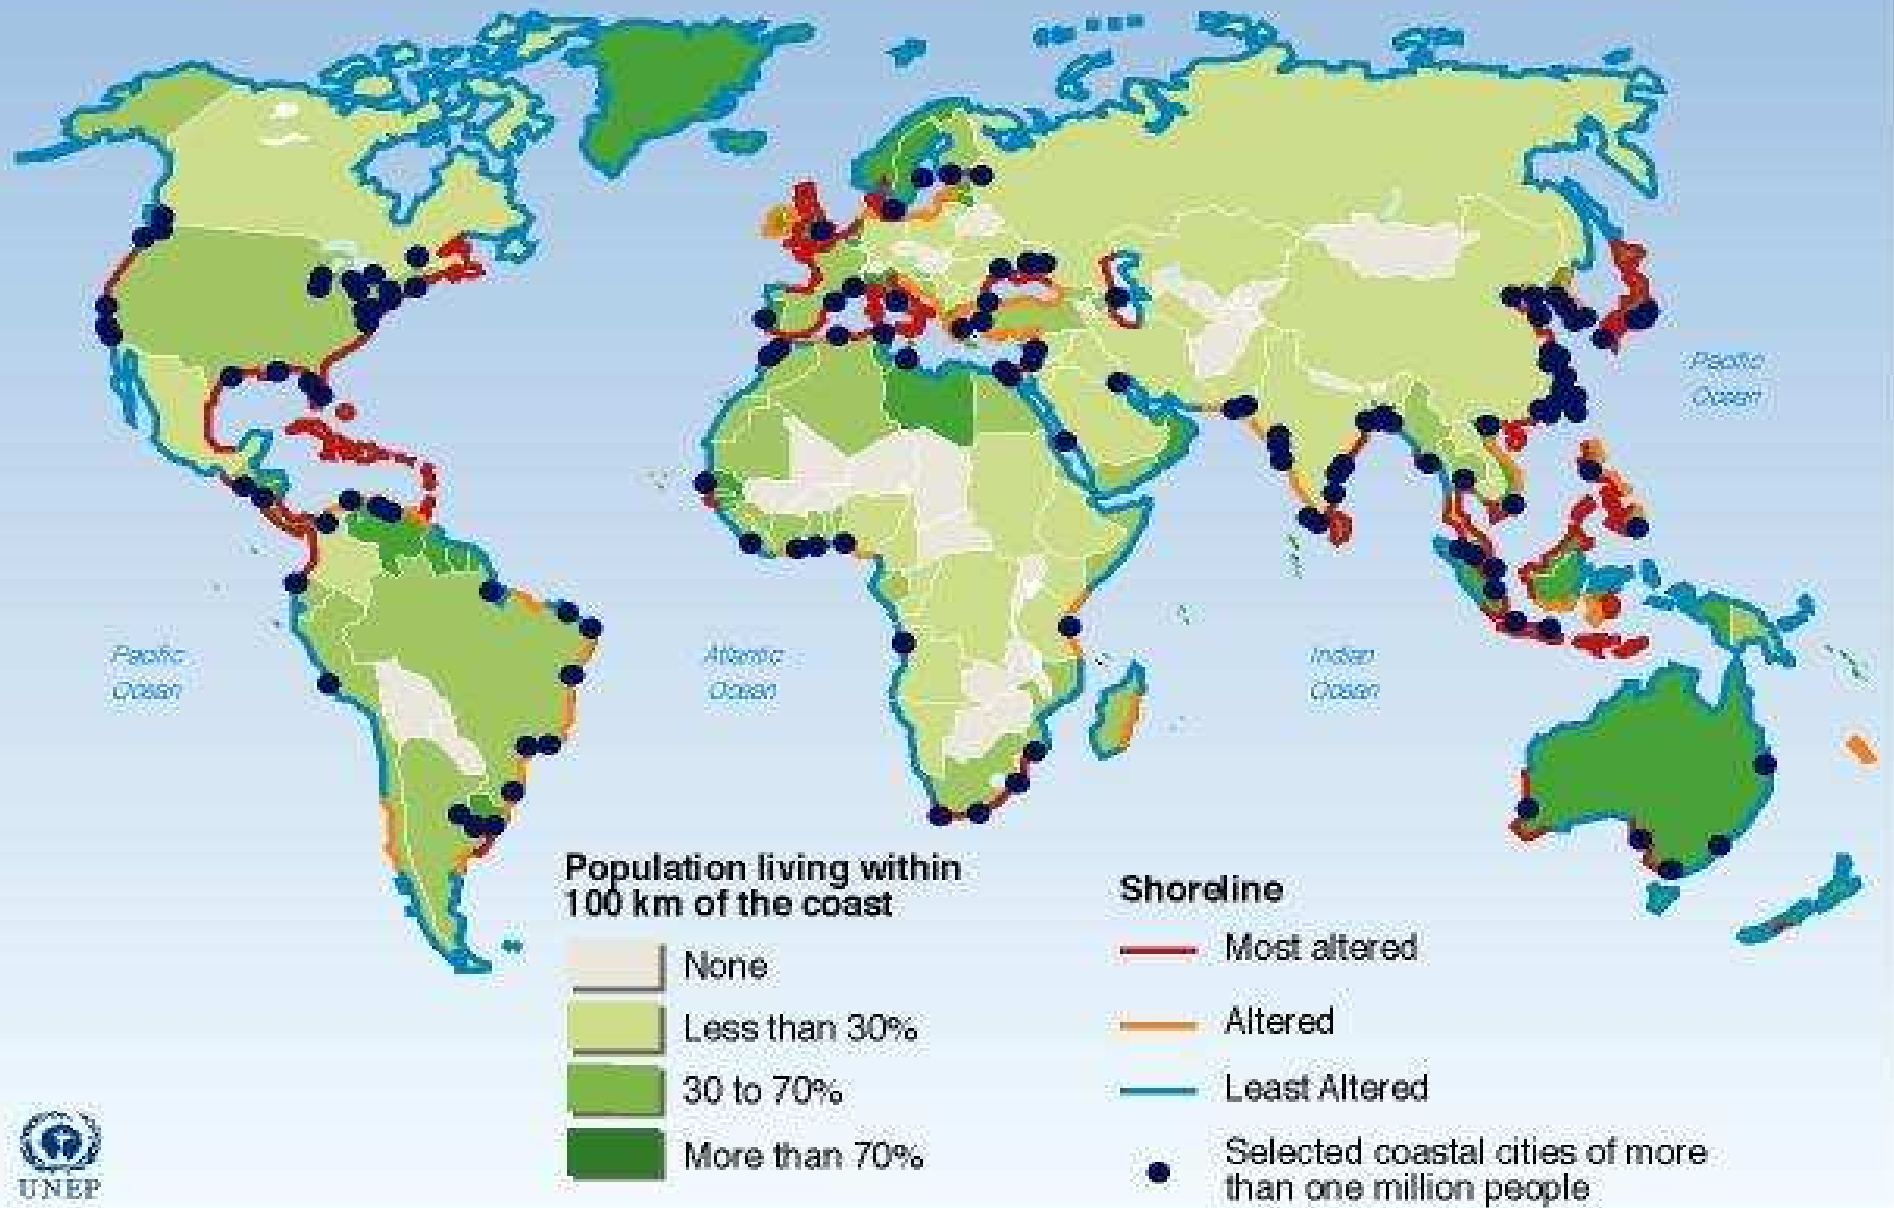 Pacific
Ocean
Pacific
Ocean
Atlantic
Ocean
Indian
Ocean
Population living within
100 km of the coast
None
Less than 30%
30 to 70%
More than 70%
Shoreline
Most altered
Altered
Least Altered
Selected coastal cities of more
than one million people
UNEP